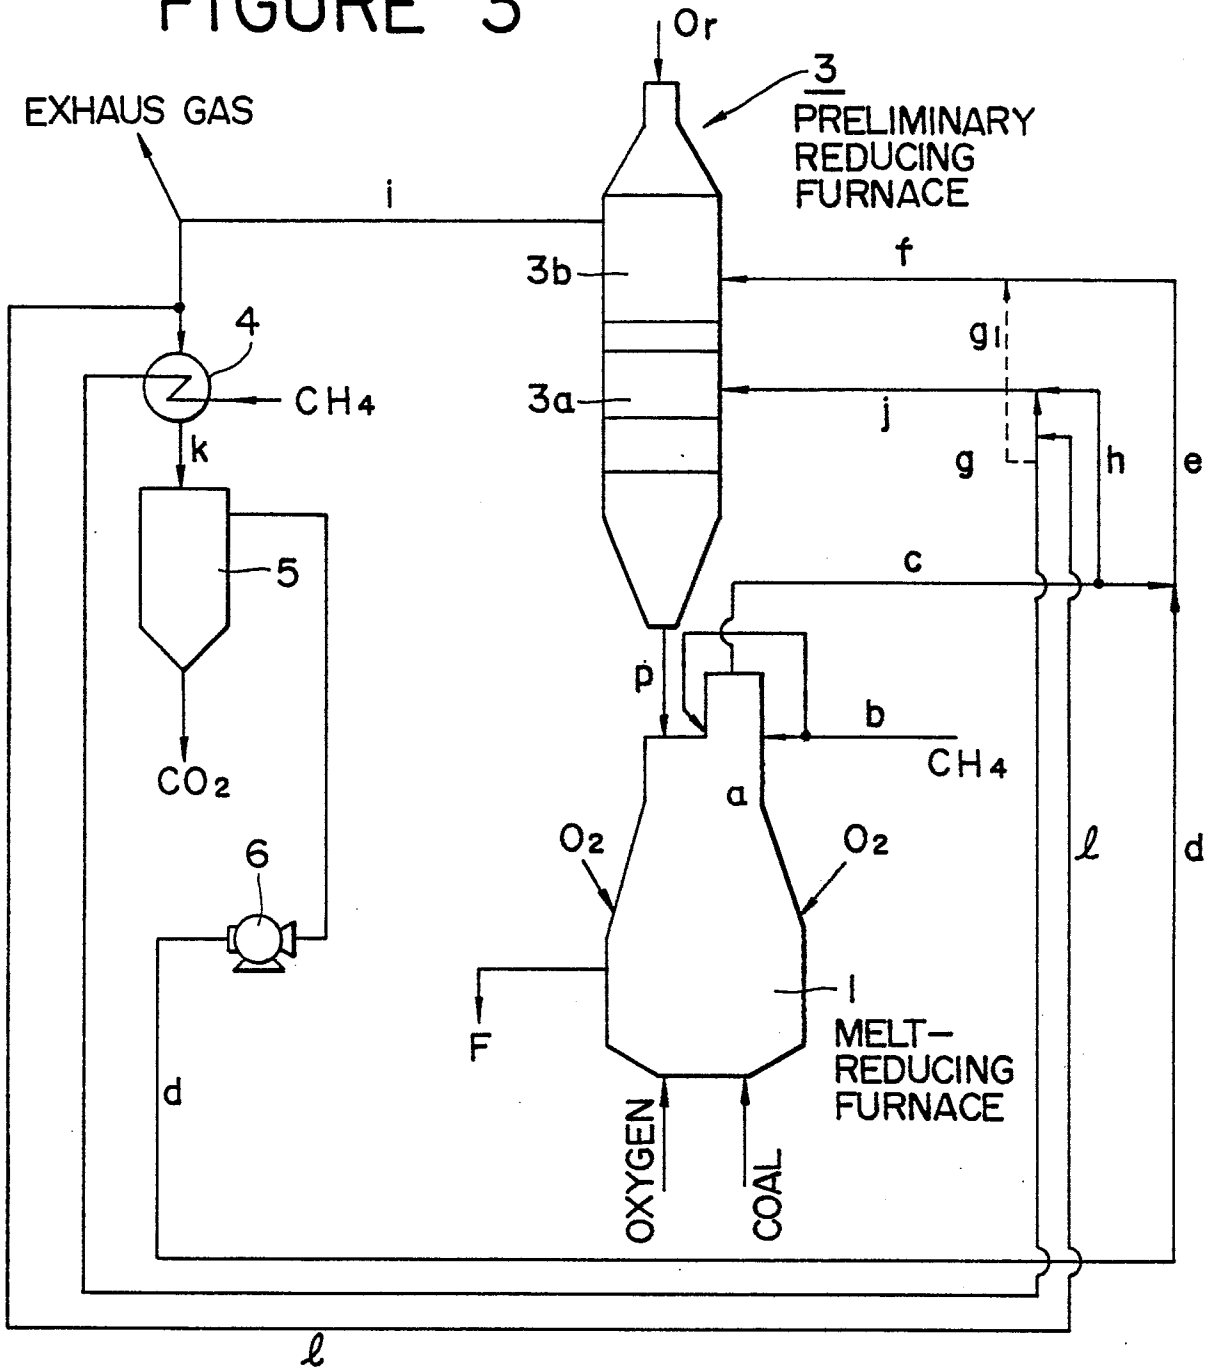 FIGURE 3
Or
3
PRELIMINARY
REDUCING
FURNACE
EXHAUS GAS
i
f
3b
4
g1
CH4
3a
j
k
g
h
e
5
c
p
b
CH4
CO2
a
O2
O2
ℓ
d
6
1
F
MELT-
REDUCING
FURNACE
d
OXYGEN
COAL
ℓ